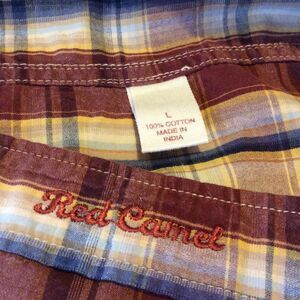 L
100% COTTON
MADE IN
INDIA
Red Camel